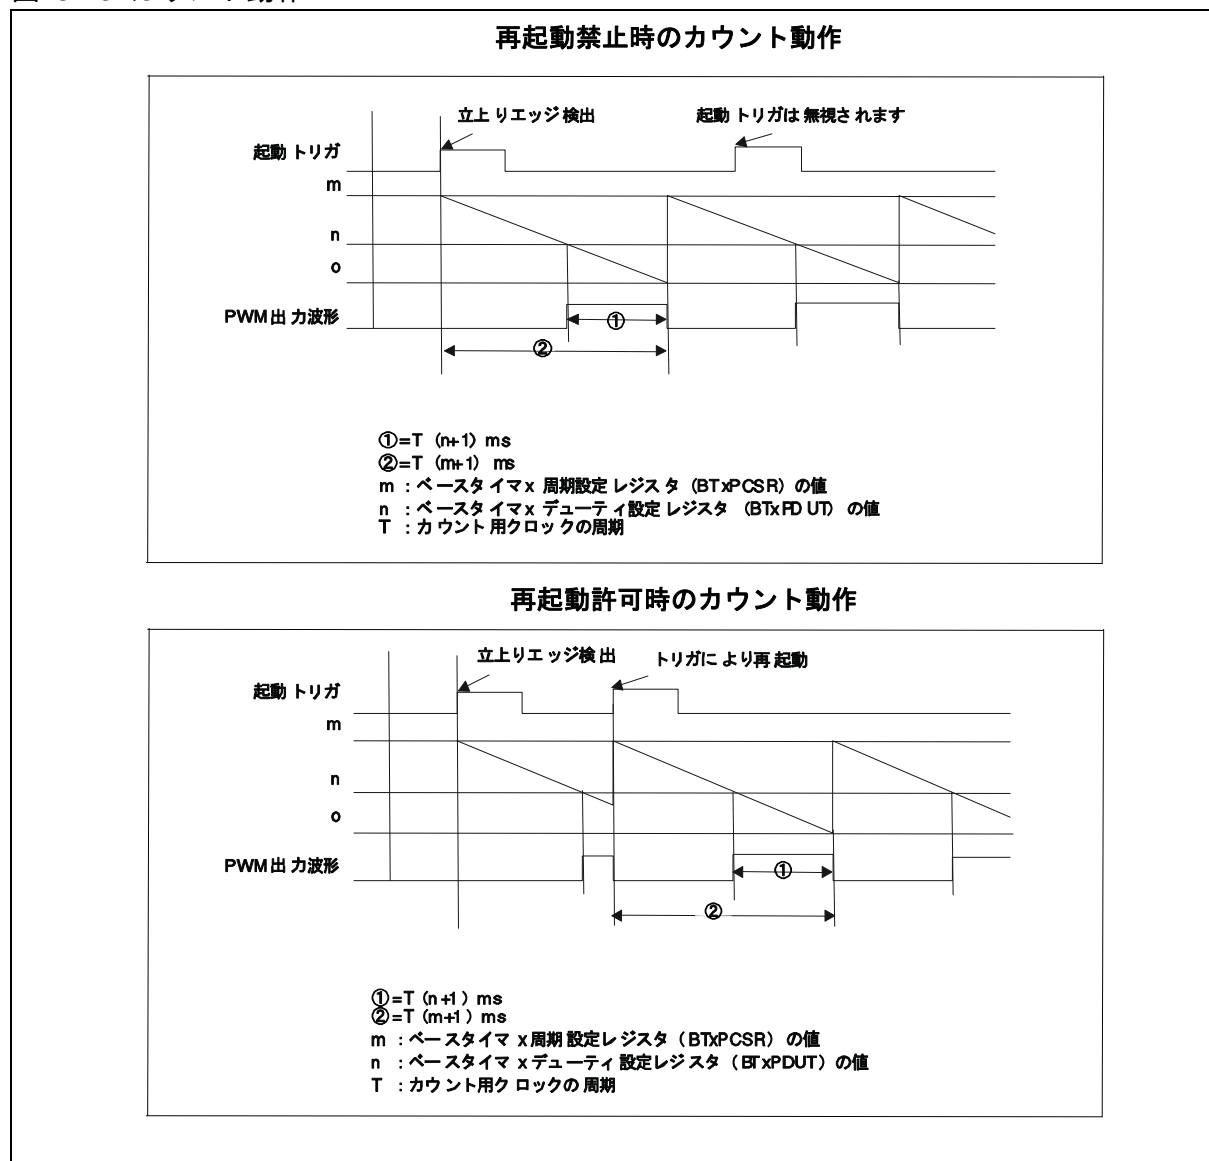 再起動禁止時のカウント動作
立上りエッジ検出
起動トリガは無視されます
起動トリガ
m
n
o
PWM出力波形
①
②
①=T (n+1) ms
②=T (m+1) ms
m :ベースタイマx 周期設定レジスタ (BTxPCSR) の値
n :ベースタイマx デューティ設定レジスタ (BTxPDUT) の値
T :カウント用クロックの周期
再起動許可時のカウント動作
立上りエッジ検出
トリガにより再起動
起動トリガ
m
n
o
PWM出力波形
①
②
①=T (n+1) ms
②=T (m+1) ms
m :ベースタイマ x周期設定レジスタ (BTxPCSR) の値
n :ベースタイマ xデューティ設定レジスタ (BTxPDUT) の値
T :カウント用クロックの周期